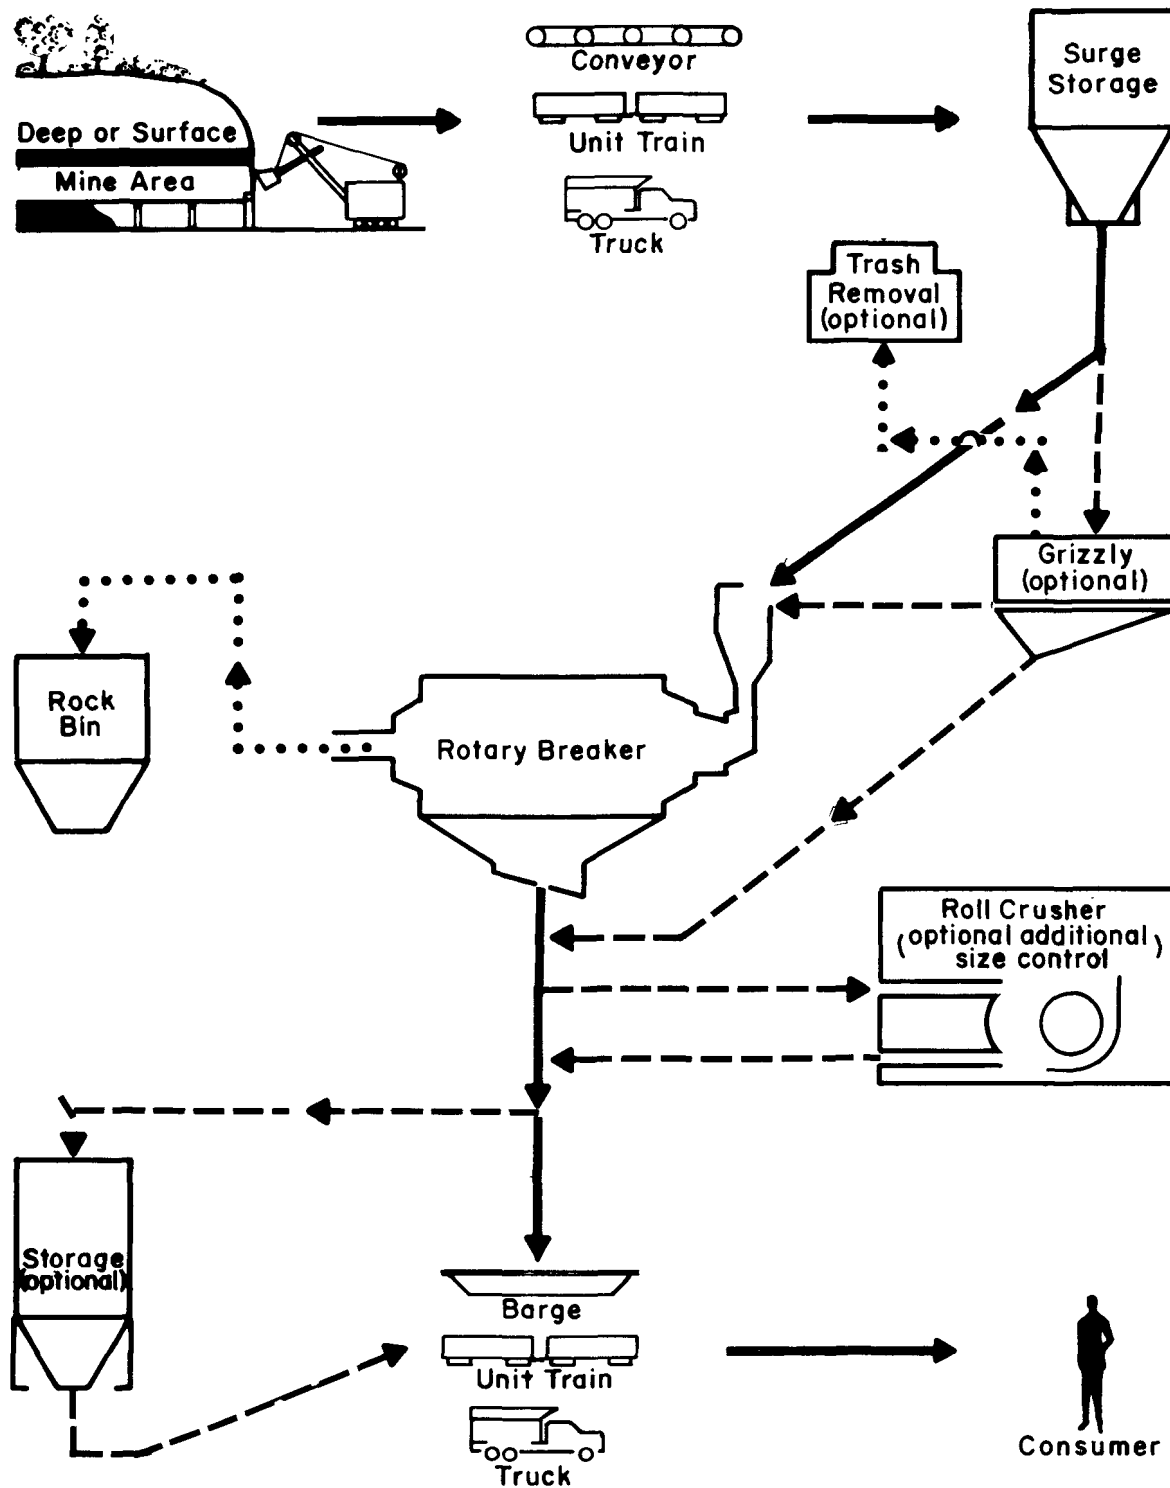 Conveyor
Surge
Storage
Deep or Surface
Unit Train
Mine Area
Truck
Trash
Removal
(optional)
Grizzly
(optional)
Rock
Bin
Rotary Breaker
Roll Crusher
(optional additional
size control)
Storage
(optional)
Barge
Unit Train
Truck
Consumer